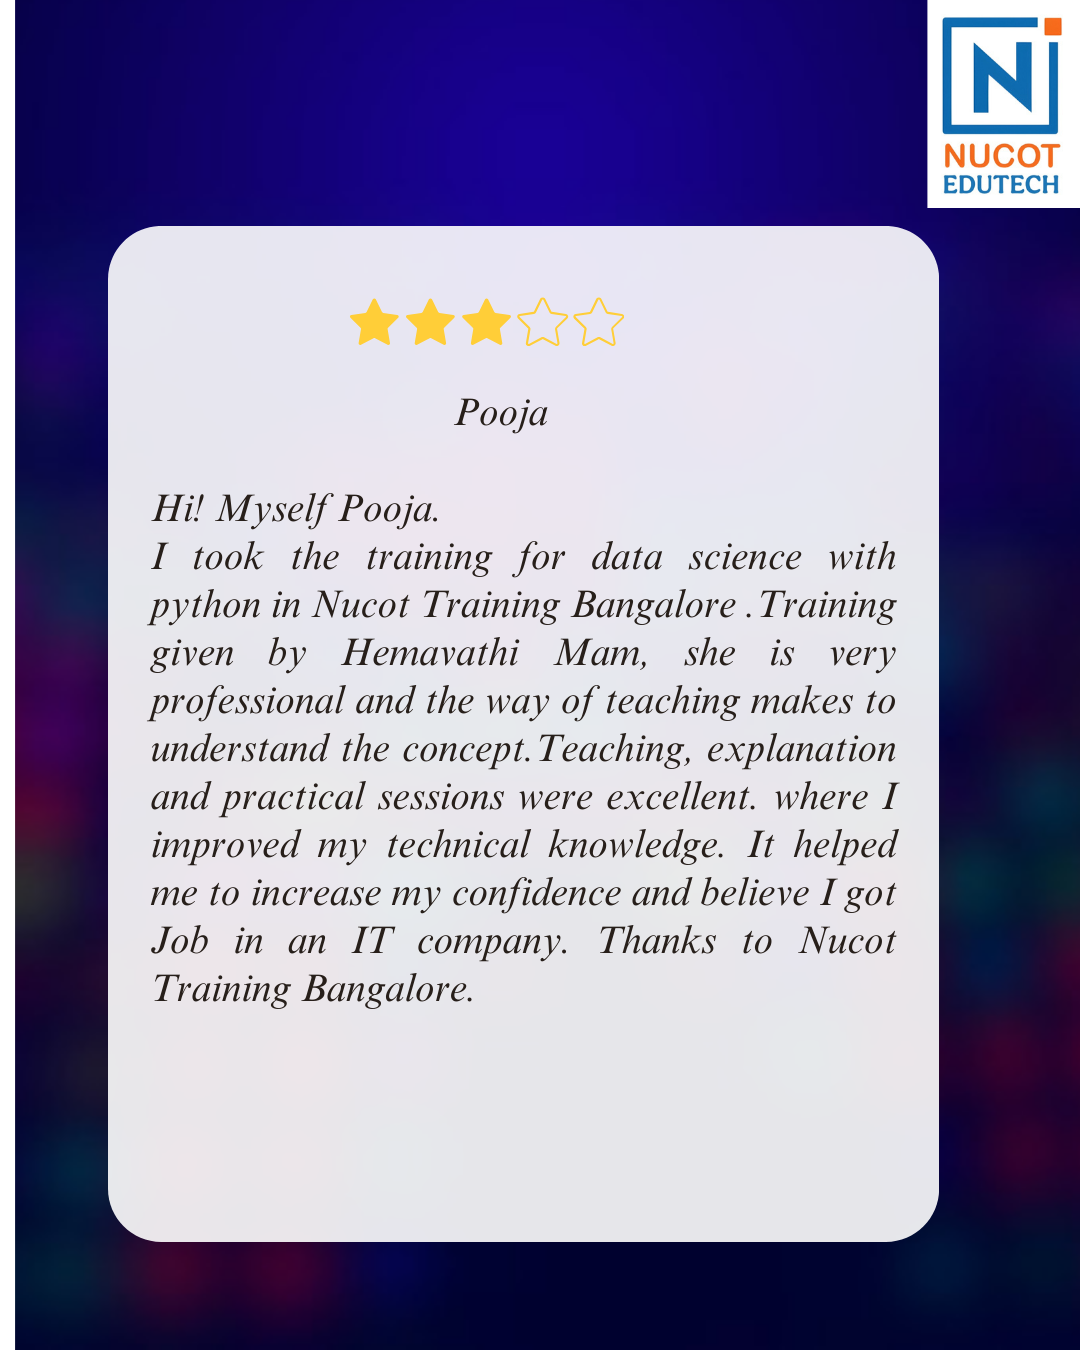 N
NUCOT
EDUTECH
Pooja
Hi! Myself Pooja.
I took the training for data science with
python in Nucot Training Bangalore .Training
given by Hemavathi Mam, she is very
professional and the way of teaching makes to
understand the concept.Teaching, explanation
and practical sessions were excellent. where I
improved my technical knowledge. It helped
me to increase my confidence and believe I got
Job in an IT company. Thanks to Nucot
Training Bangalore.